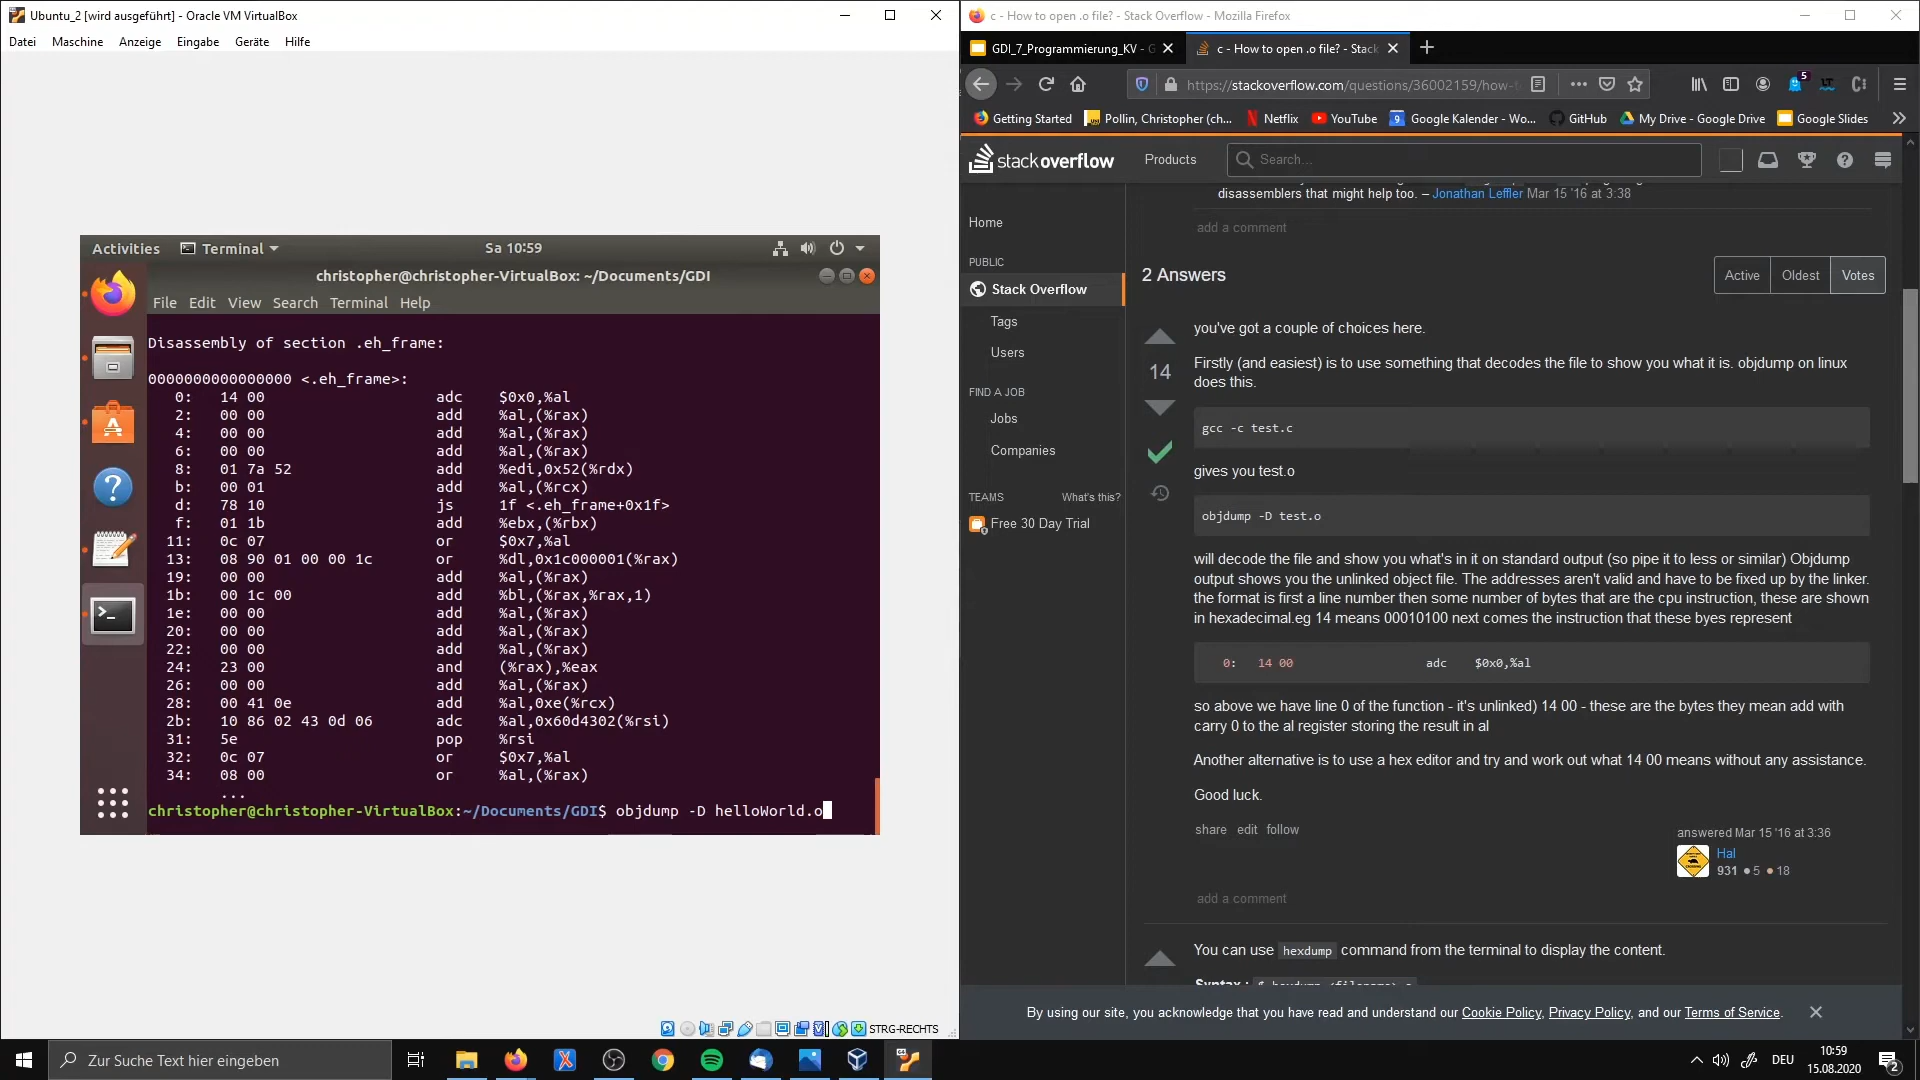 Ubuntu_2 [wird ausgeführt] - Oracle VM VirtualBox
Datei Maschine Anzeige Eingabe Geräte Hilfe
Activities Terminal Sa 10:59
christopher@christopher-VirtualBox: ~/Documents/GDI
File Edit View Search Terminal Help
Disassembly of section .eh_frame:
0000000000000000 <.eh_frame>:
0: 14 00 adc $0x0,%al
2: 00 00 add %al,(%rax)
4: 00 00 add %al,(%rax)
6: 00 00 add %al,(%rax)
8: 01 7a 52 add %edi,0x52(%rdx)
b: 00 01 add %al,(%rcx)
d: 78 10 js 1f <.eh_frame+0x1f>
f: 01 1b add %ebx,(%rbx)
11: 0c 07 or $0x7,%al
13: 08 90 01 00 00 1c or %dl,0x1c000001(%rax)
19: 00 00 add %al,(%rax)
1b: 00 1c 00 add %bl,(%rax,%rax,1)
1e: 00 00 add %al,(%rax)
20: 00 00 add %al,(%rax)
22: 00 00 add %al,(%rax)
24: 23 00 and (%rax),%eax
26: 00 00 add %al,(%rax)
28: 00 41 0e add %al,0xe(%rcx)
2b: 10 86 02 43 0d 06 adc %al,0x60d4302(%rsi)
31: 5e pop %rsi
32: 0c 07 or $0x7,%al
34: 08 00 or %al,(%rax)
...
christopher@christopher-VirtualBox:~/Documents/GDI$ objdump -D helloWorld.o
STRG-RECHTS
c - How to open .o file? - Stack Overflow - Mozilla Firefox
GDI_7_Programmierung_KV - G
c - How to open .o file? - Stack
https://stackoverflow.com/questions/36002159/how-t
5
Getting Started Pollin, Christopher (ch... Netflix YouTube Google Kalender - Wo... GitHub My Drive - Google Drive Google Slides
stackoverflow Products Search...
Home
PUBLIC
Stack Overflow
Tags
Users
FIND A JOB
Jobs
Companies
TEAMS What's this?
Free 30 Day Trial
disassemblers that might help too. – Jonathan Leffler Mar 15 '16 at 3:38
add a comment
2 Answers
Active Oldest Votes
14
you've got a couple of choices here.
Firstly (and easiest) is to use something that decodes the file to show you what it is. objdump on linux
does this.
gcc -c test.c
gives you test.o
objdump -D test.o
will decode the file and show you what's in it on standard output (so pipe it to less or similar) Objdump
output shows you the unlinked object file. The addresses aren't valid and have to be fixed up by the linker.
the format is first a line number then some number of bytes that are the cpu instruction, these are shown
in hexadecimal.eg 14 means 00010100 next comes the instruction that these byes represent
0: 14 00 adc $0x0,%al
so above we have line 0 of the function - it's unlinked) 14 00 - these are the bytes they mean add with
carry 0 to the al register storing the result in al
Another alternative is to use a hex editor and try and work out what 14 00 means without any assistance.
Good luck.
share edit follow
answered Mar 15 '16 at 3:36
Hal
931 5 18
add a comment
You can use hexdump command from the terminal to display the content.
By using our site, you acknowledge that you have read and understand our Cookie Policy, Privacy Policy, and our Terms of Service.
Zur Suche Text hier eingeben
DEU
10:59
15.08.2020
2